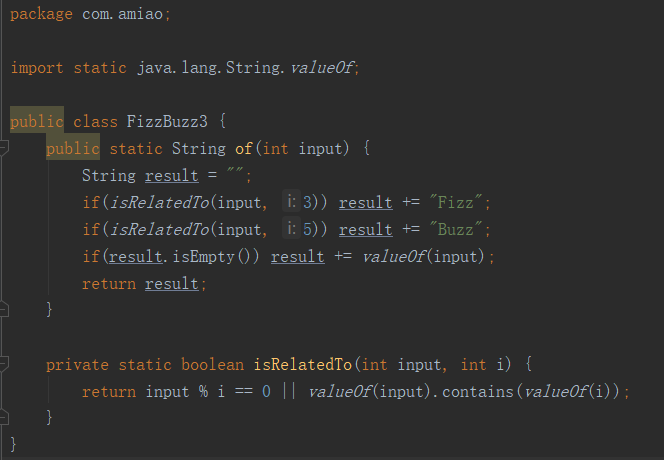 package com.amiao;
import static java.lang.String.valueOf;
public class FizzBuzz3 {
public static String of(int input) {
String result = "";
if(isRelatedTo(input, i: 3)) result += "Fizz";
if(isRelatedTo(input, i: 5)) result += "Buzz";
if(result.isEmpty()) result += valueOf(input);
return result;
}
private static boolean isRelatedTo(int input, int i) {
return input % i == 0 || valueOf(input).contains(valueOf(i));
}
}